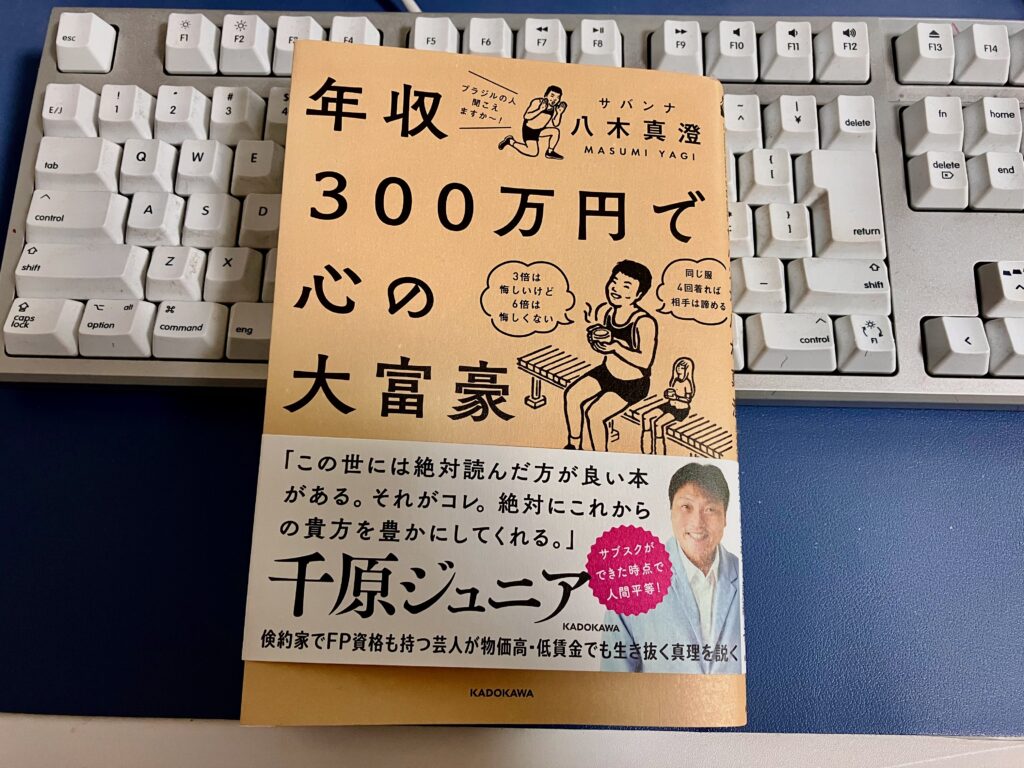 年収
ブラジルの人
聞こえ
ますか〜!
サバンナ
八木真澄
MASUMI YAGI
300万円で
心の
大富豪
3倍は
悔しいけど
6倍は
悔しくない
同じ服
4回着れば
相手は諦める
「この世には絶対読んだ方が良い本
がある。それがコレ。絶対にこれから
の貴方を豊かにしてくれる。」
千原ジュニア
サブスクが
できた時点で
人間平等!
KADOKAWA
倹約家でFP資格も持つ芸人が物価高・低賃金でも生き抜く真理を説く
KADOKAWA
esc
F1
F2
F5
F6
F7
F8
F9
F10
F11
F12
F13
F14
E/J
! 1
" 2
# 3
$ 4
~ ^
| ¥
delete
fn
home
tab
Q
W
E
{ [
return
delete
end
control
A
S
D
} ]
shift
Z
X
shift
caps lock
alt option
command
eng
control
F1
<